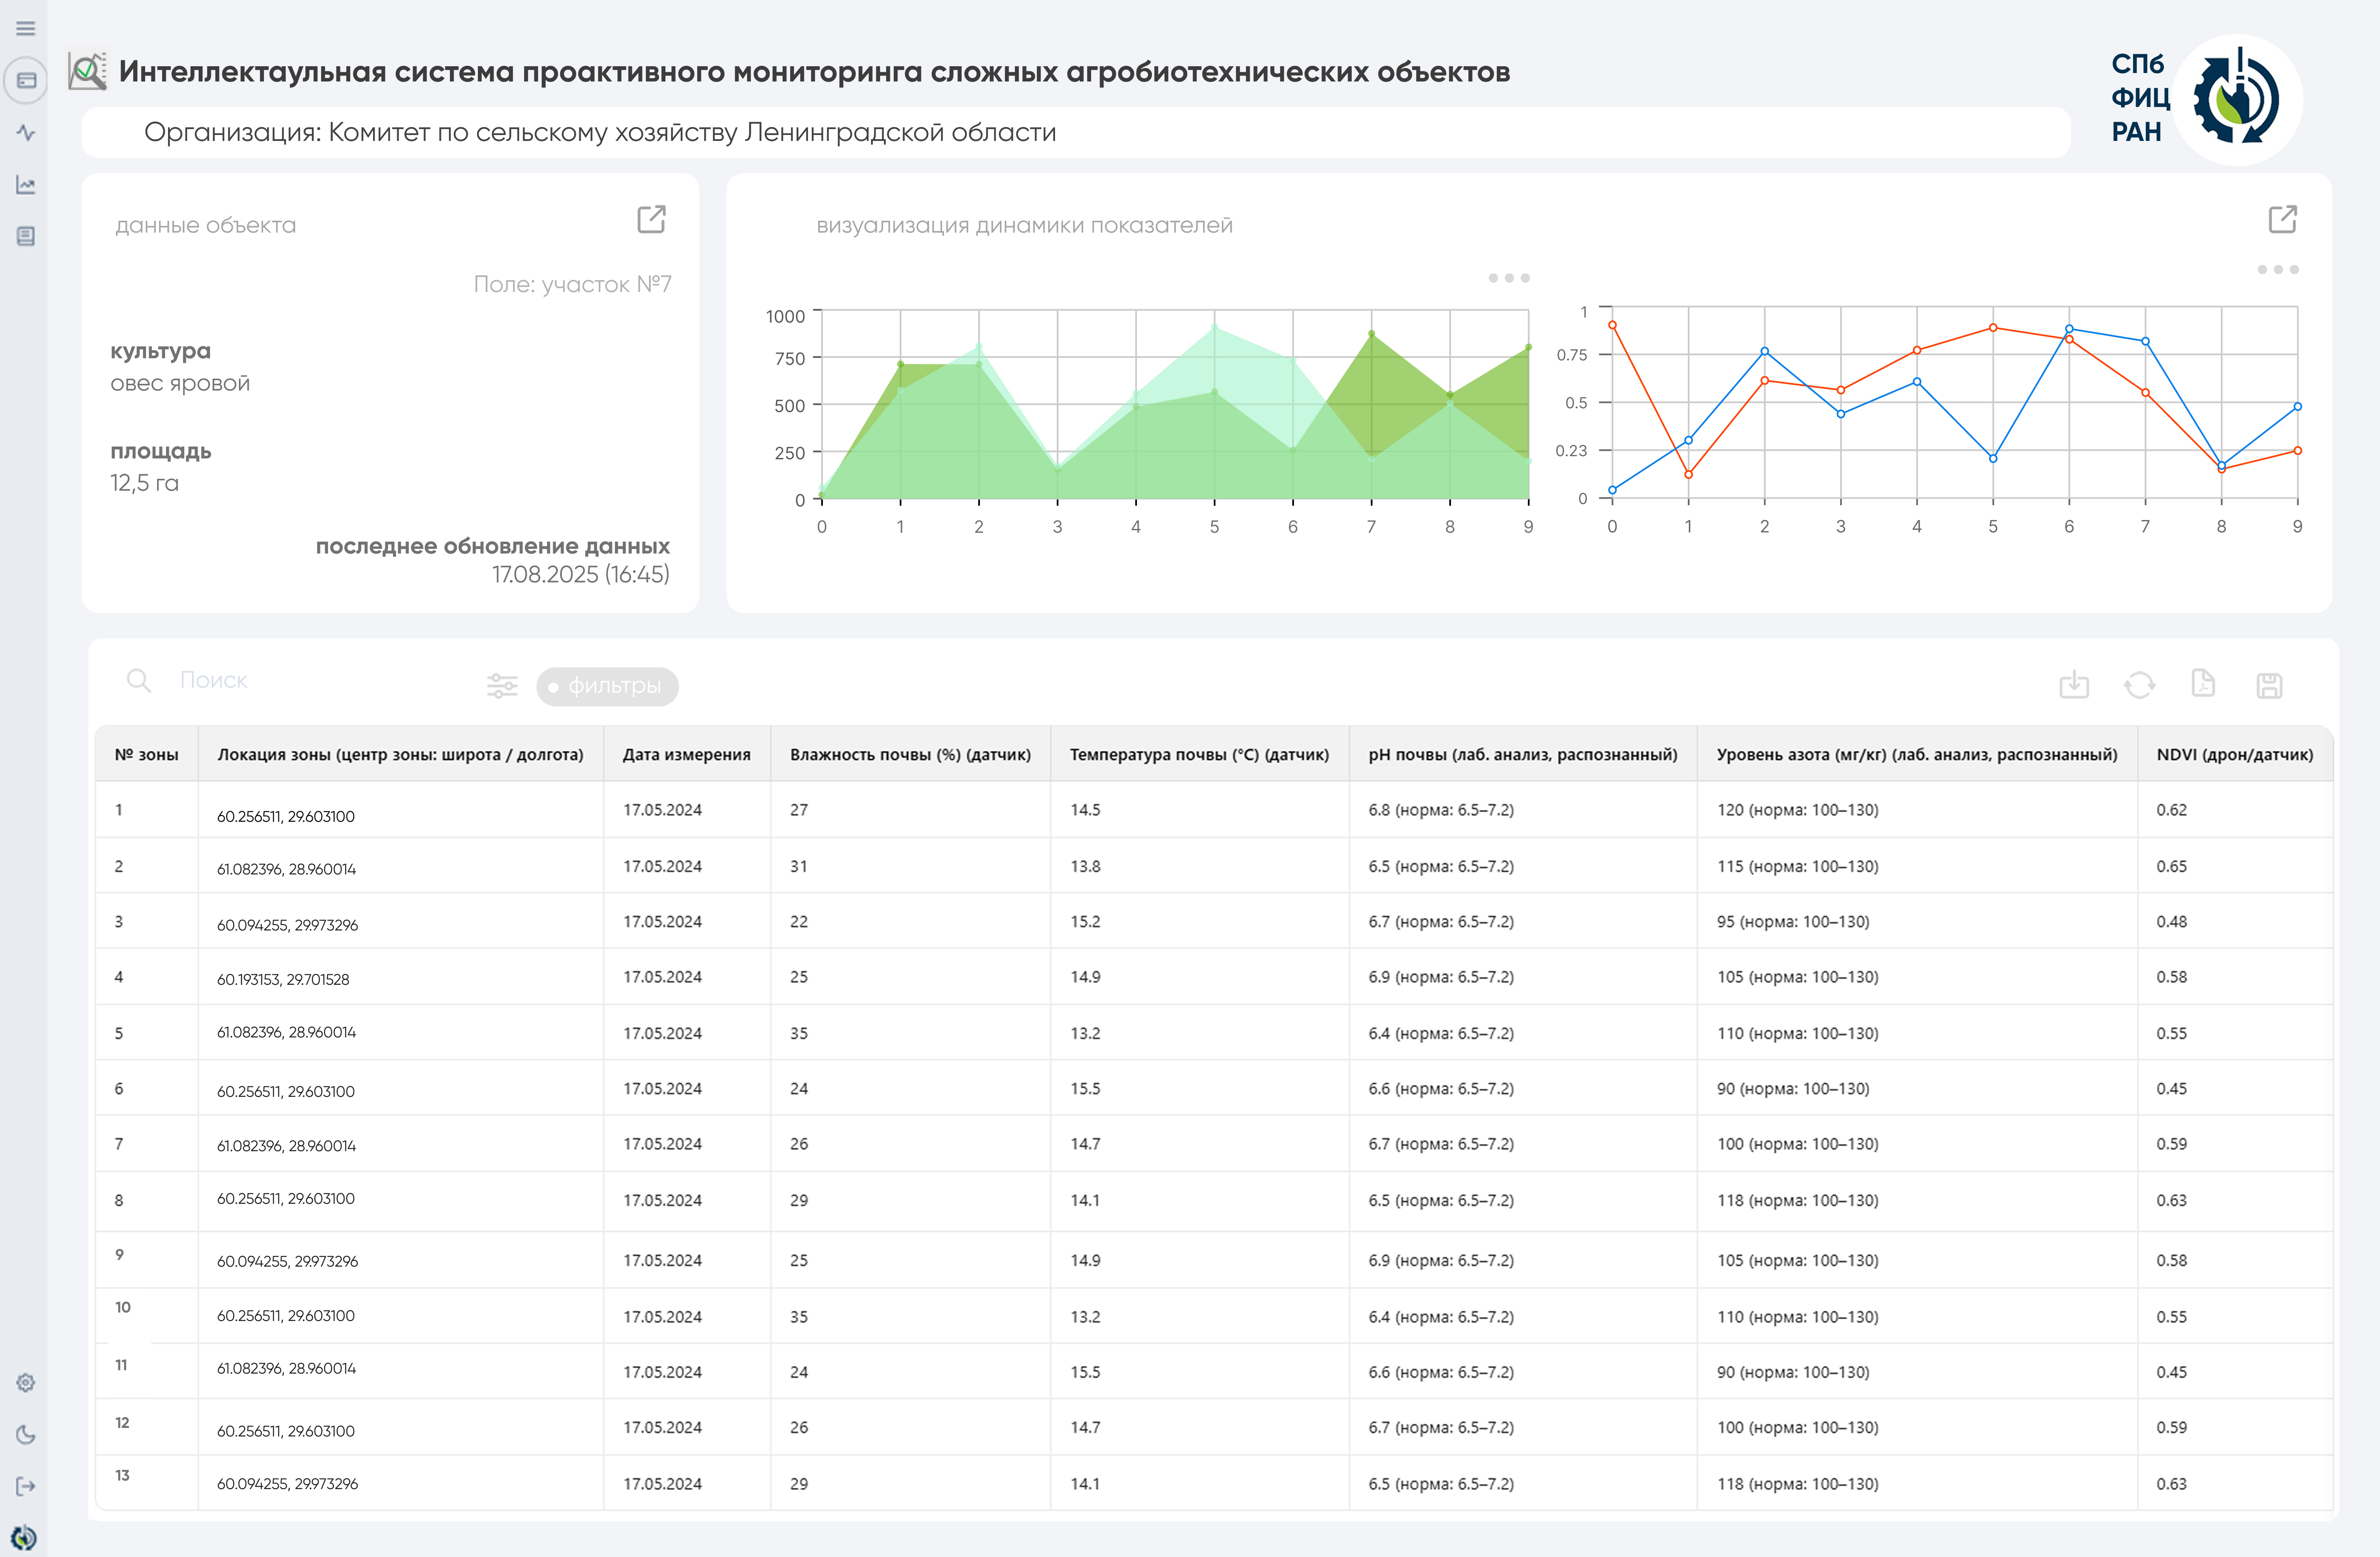 Интеллектаульная система проактивного мониторинга сложных агробиотехнических объектов
СПб
ФИЦ
РАН
Организация: Комитет по сельскому хозяйству Ленинградской области
данные объекта
Поле: участок №7
культура
овес яровой
площадь
12,5 га
последнее обновление данных
17.08.2025 (16:45)
визуализация динамики показателей
1000
750
500
250
0
0 1 2 3 4 5 6 7 8 9
1
0.75
0.5
0.23
0
0 1 2 3 4 5 6 7 8 9
Поиск
фильтры
№ зоны Локация зоны (центр зоны: широта / долгота) Дата измерения Влажность почвы (%) (датчик) Температура почвы (°C) (датчик) pH почвы (лаб. анализ, распознанный) Уровень азота (мг/кг) (лаб. анализ, распознанный) NDVI (дрон/датчик)
1 60.256511, 29.603100 17.05.2024 27 14.5 6.8 (норма: 6.5–7.2) 120 (норма: 100–130) 0.62
2 61.082396, 28.960014 17.05.2024 31 13.8 6.5 (норма: 6.5–7.2) 115 (норма: 100–130) 0.65
3 60.094255, 29.973296 17.05.2024 22 15.2 6.7 (норма: 6.5–7.2) 95 (норма: 100–130) 0.48
4 60.193153, 29.701528 17.05.2024 25 14.9 6.9 (норма: 6.5–7.2) 105 (норма: 100–130) 0.58
5 61.082396, 28.960014 17.05.2024 35 13.2 6.4 (норма: 6.5–7.2) 110 (норма: 100–130) 0.55
6 60.256511, 29.603100 17.05.2024 24 15.5 6.6 (норма: 6.5–7.2) 90 (норма: 100–130) 0.45
7 61.082396, 28.960014 17.05.2024 26 14.7 6.7 (норма: 6.5–7.2) 100 (норма: 100–130) 0.59
8 60.256511, 29.603100 17.05.2024 29 14.1 6.5 (норма: 6.5–7.2) 118 (норма: 100–130) 0.63
9 60.094255, 29.973296 17.05.2024 25 14.9 6.9 (норма: 6.5–7.2) 105 (норма: 100–130) 0.58
10 60.256511, 29.603100 17.05.2024 35 13.2 6.4 (норма: 6.5–7.2) 110 (норма: 100–130) 0.55
11 61.082396, 28.960014 17.05.2024 24 15.5 6.6 (норма: 6.5–7.2) 90 (норма: 100–130) 0.45
12 60.256511, 29.603100 17.05.2024 26 14.7 6.7 (норма: 6.5–7.2) 100 (норма: 100–130) 0.59
13 60.094255, 29.973296 17.05.2024 29 14.1 6.5 (норма: 6.5–7.2) 118 (норма: 100–130) 0.63